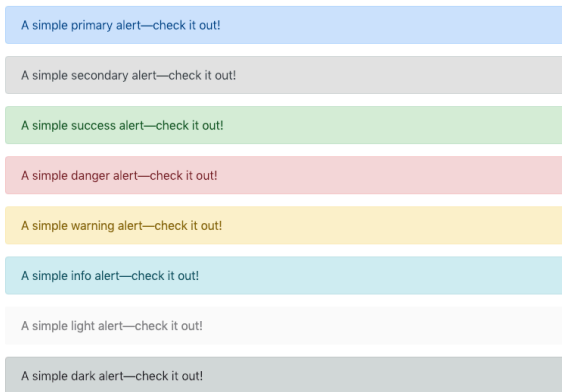 A simple primary alert—check it out!
A simple secondary alert—check it out!
A simple success alert—check it out!
A simple danger alert—check it out!
A simple warning alert—check it out!
A simple info alert—check it out!
A simple light alert—check it out!
A simple dark alert—check it out!